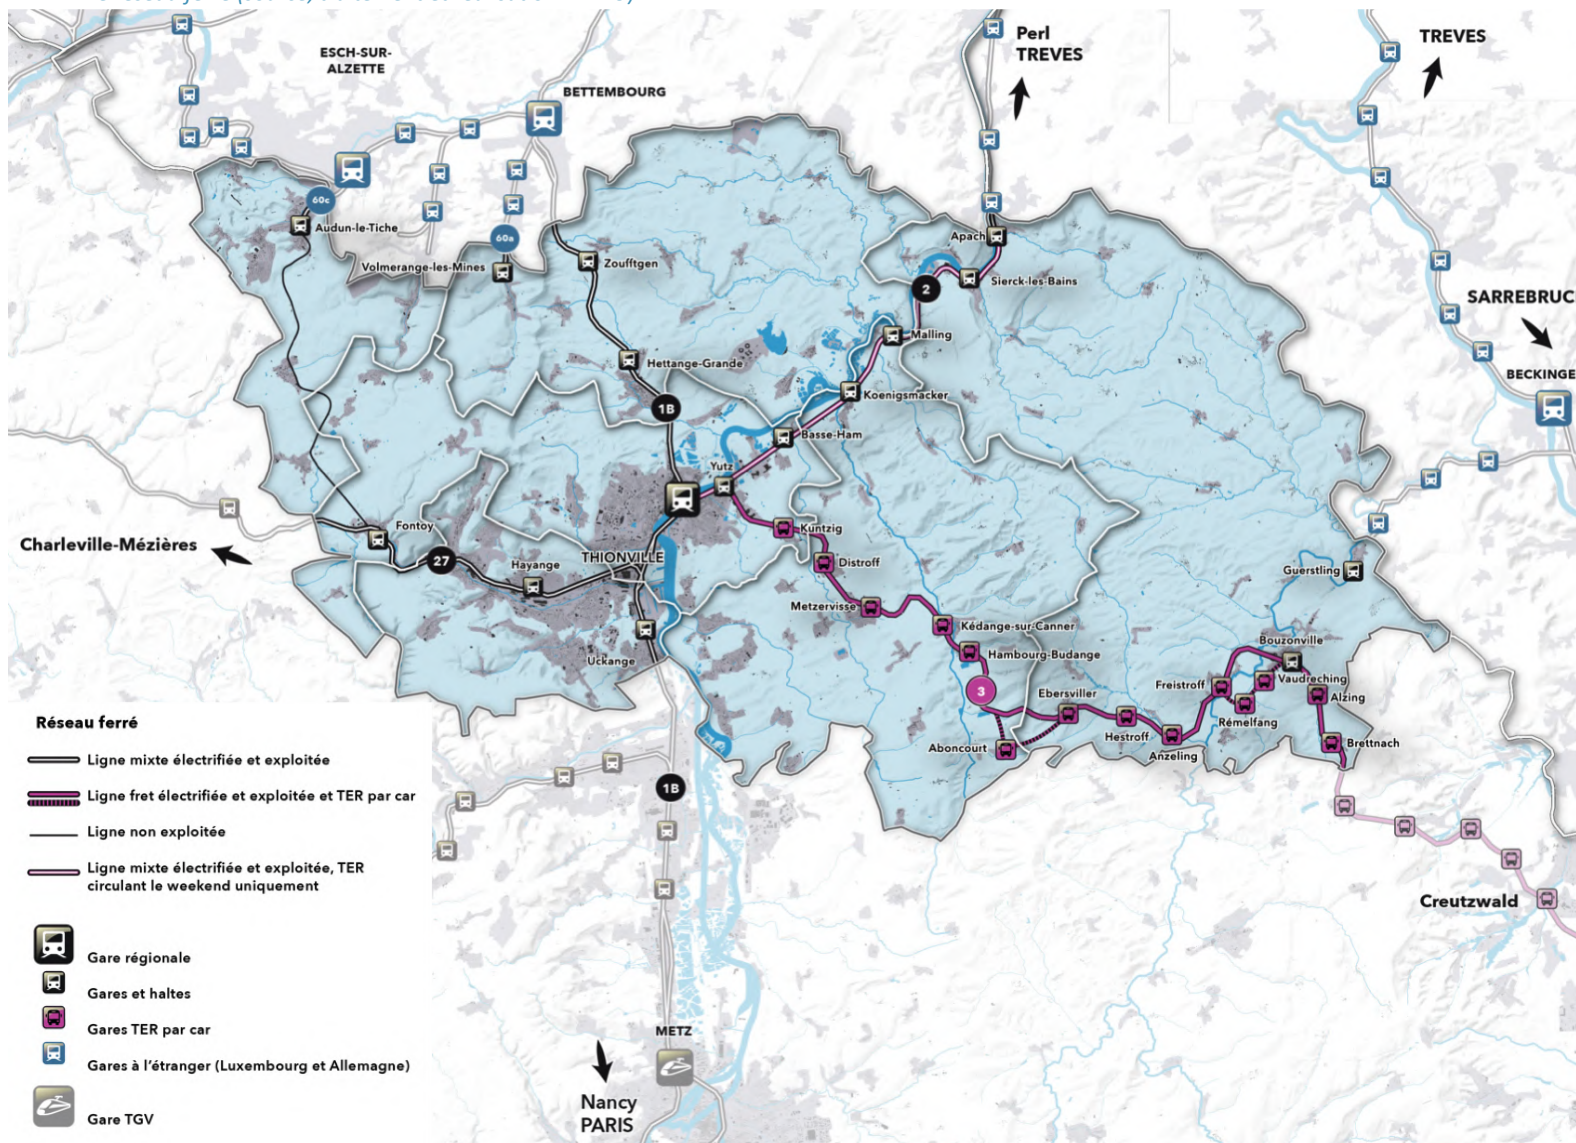 ESCH-SUR-
ALZETTE
BETTEMBOURG
Perl
TREVES
TREVES
60c
Audun-le-Tiche
60a
Volmerange-les-Mines
Zoufftgen
Apach
Sierck-les-Bains
2
SARREBRUC
Malling
Hettange-Grande
BECKINGE
Koenigsmacker
1B
Basse-Ham
Yutz
Fontoy
Kuntzig
Charleville-Mézières
27
Hayange
THIONVILLE
Distroff
Guerstling
Metzervisse
Kédange-sur-Canner
Bouzonville
Hambourg-Budange
Uckange
3
Ebersviller
Freistroff
Vaudreching
Alzing
Rémelfang
Hestroff
Aboncourt
Anzeling
Brettnach
1B
Creutzwald
METZ
Nancy
PARIS
Réseau ferré
Ligne mixte électrifiée et exploitée
Ligne fret électrifiée et exploitée et TER par car
Ligne non exploitée
Ligne mixte électrifiée et exploitée, TER
circulant le weekend uniquement
Gare régionale
Gares et haltes
Gares TER par car
Gares à l'étranger (Luxembourg et Allemagne)
Gare TGV